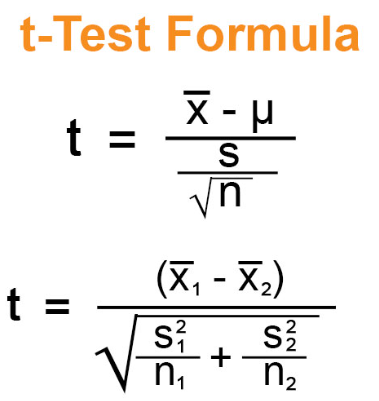 t-Test Formula
t = (x̄ - μ) / (s / √n)
t = (x̄₁ - x̄₂) / √(s₁²/n₁ + s₂²/n₂)